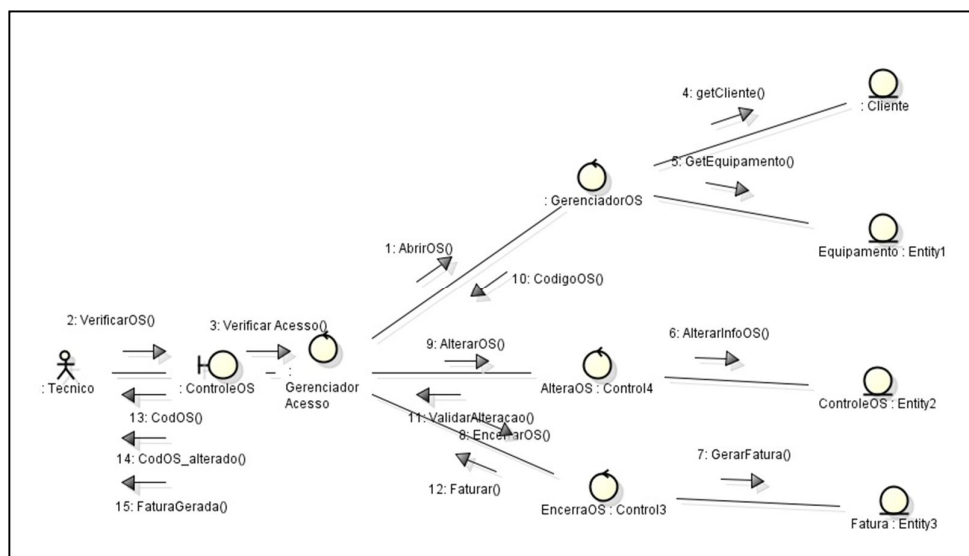 4: getCliente()
: Cliente
5: GetEquipamento()
: GerenciadorOS
1: AbrirOS()
Equipamento : Entity1
10: CodigoOS()
2: VerificarOS()
3: Verificar Acesso()
9: AlterarOS()
6: AlterarInfoOS()
: Tecnico
: ControleOS
:
Gerenciador
Acesso
AlteraOS : Control4
ControleOS : Entity2
13: CodOS()
11: ValidarAlteracao()
8: EncerrarOS()
14: CodOS_alterado()
7: GerarFatura()
12: Faturar()
15: FaturaGerada()
EncerraOS : Control3
Fatura : Entity3